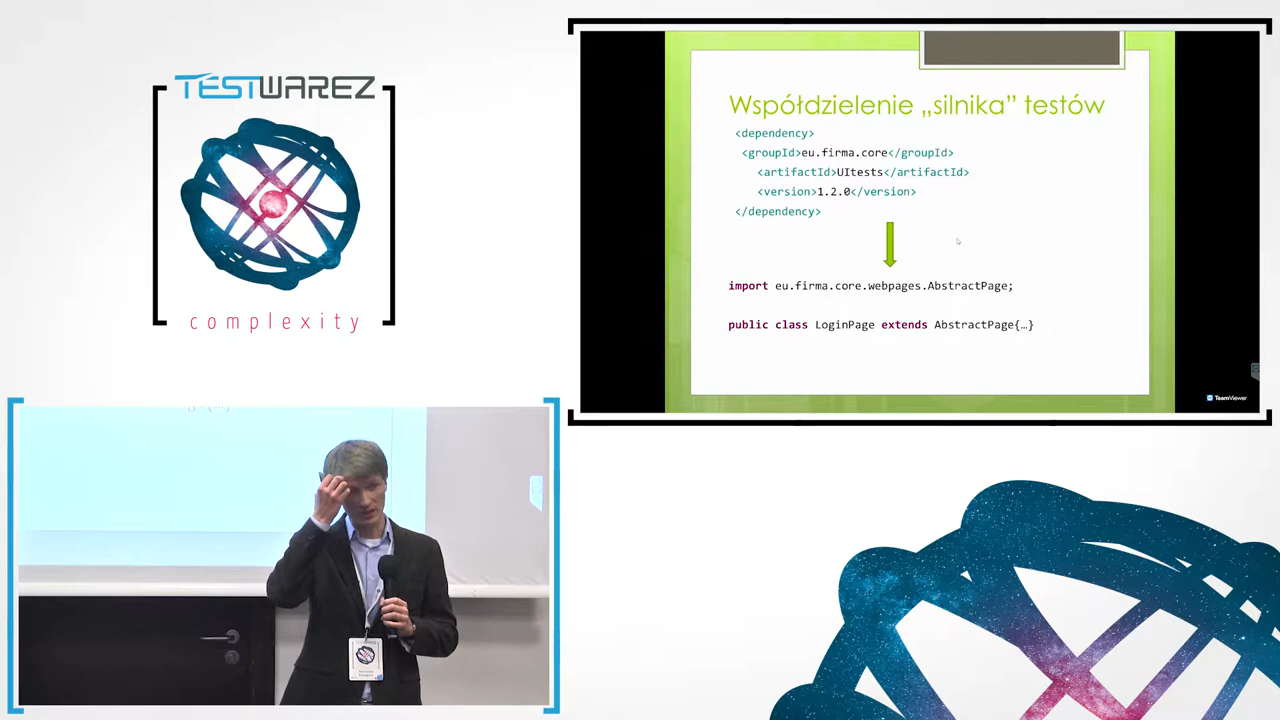 TESTWAREZ
complexity
Współdzielenie „silnika” testów
<dependency>
<groupId>eu.firma.core</groupId>
<artifactId>UItests</artifactId>
<version>1.2.0</version>
</dependency>
import eu.firma.core.webpages.AbstractPage;
public class LoginPage extends AbstractPage{…}
TeamViewer